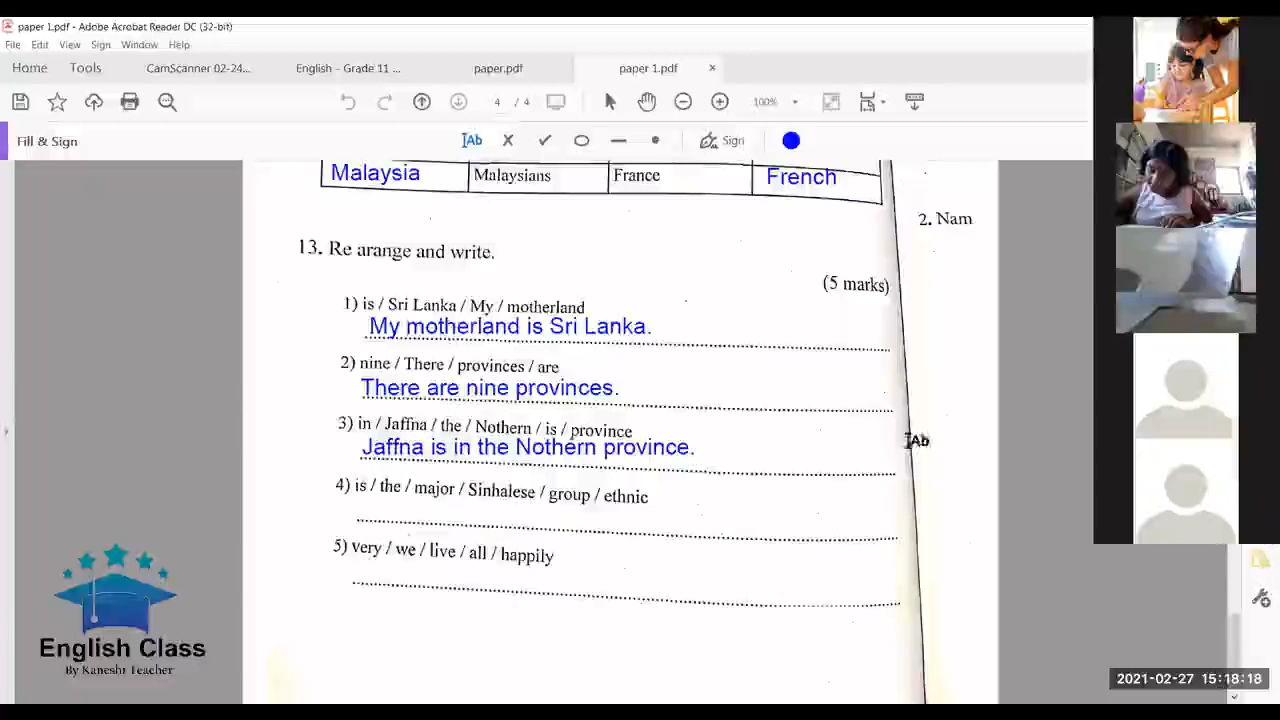 paper 1.pdf - Adobe Acrobat Reader DC (32-bit)
File Edit View Sign Window Help
Home Tools CamScanner 02-24... English - Grade 11 ... paper.pdf paper 1.pdf ×
4 / 4 100%
Fill & Sign
IAb Sign
Malaysia Malaysians France French
2. Nam
13. Re arange and write.
(5 marks)
1) is / Sri Lanka / My / motherland
My motherland is Sri Lanka.
2) nine / There / provinces / are
There are nine provinces.
3) in / Jaffna / the / Nothern / is / province
Jaffna is in the Nothern province.
IAb
4) is / the / major / Sinhalese / group / ethnic
5) very / we / live / all / happily
English Class
By Kaneshr Teacher
2021-02-27 15:18:18